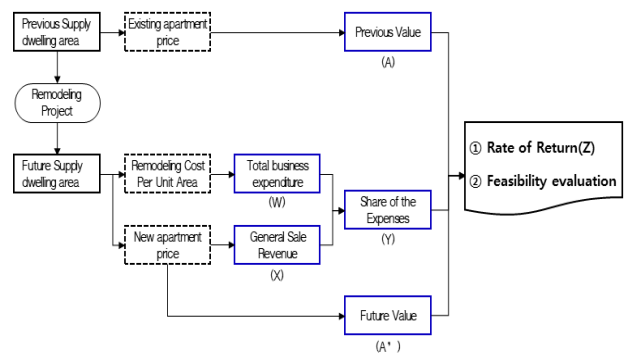 Previous Supply
dwelling area
Existing apartment
price
Previous Value
(A)
Remodeling
Project
Future Supply
dwelling area
Remodeling Cost
Per Unit Area
Total business
expenditure
(W)
New apartment
price
General Sale
Revenue
(X)
Share of the
Expenses
(Y)
Future Value
(A’ )
① Rate of Return(Z)
② Feasibility evaluation